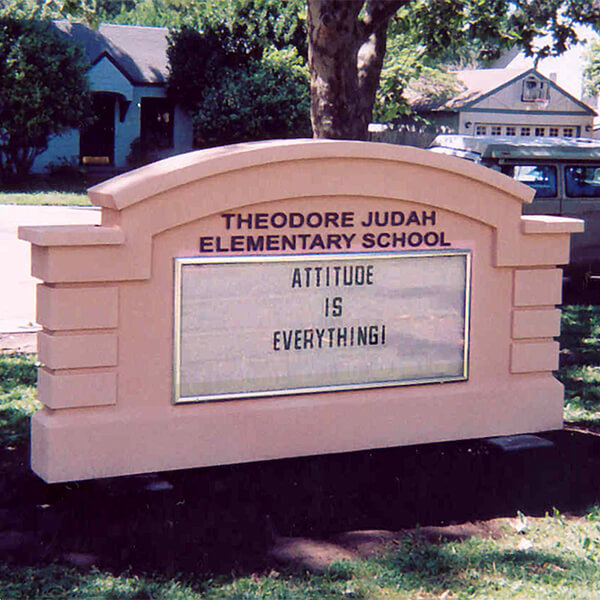 THEODORE JUDAH
ELEMENTARY SCHOOL
ATTITUDE
IS
EVERYTHING!